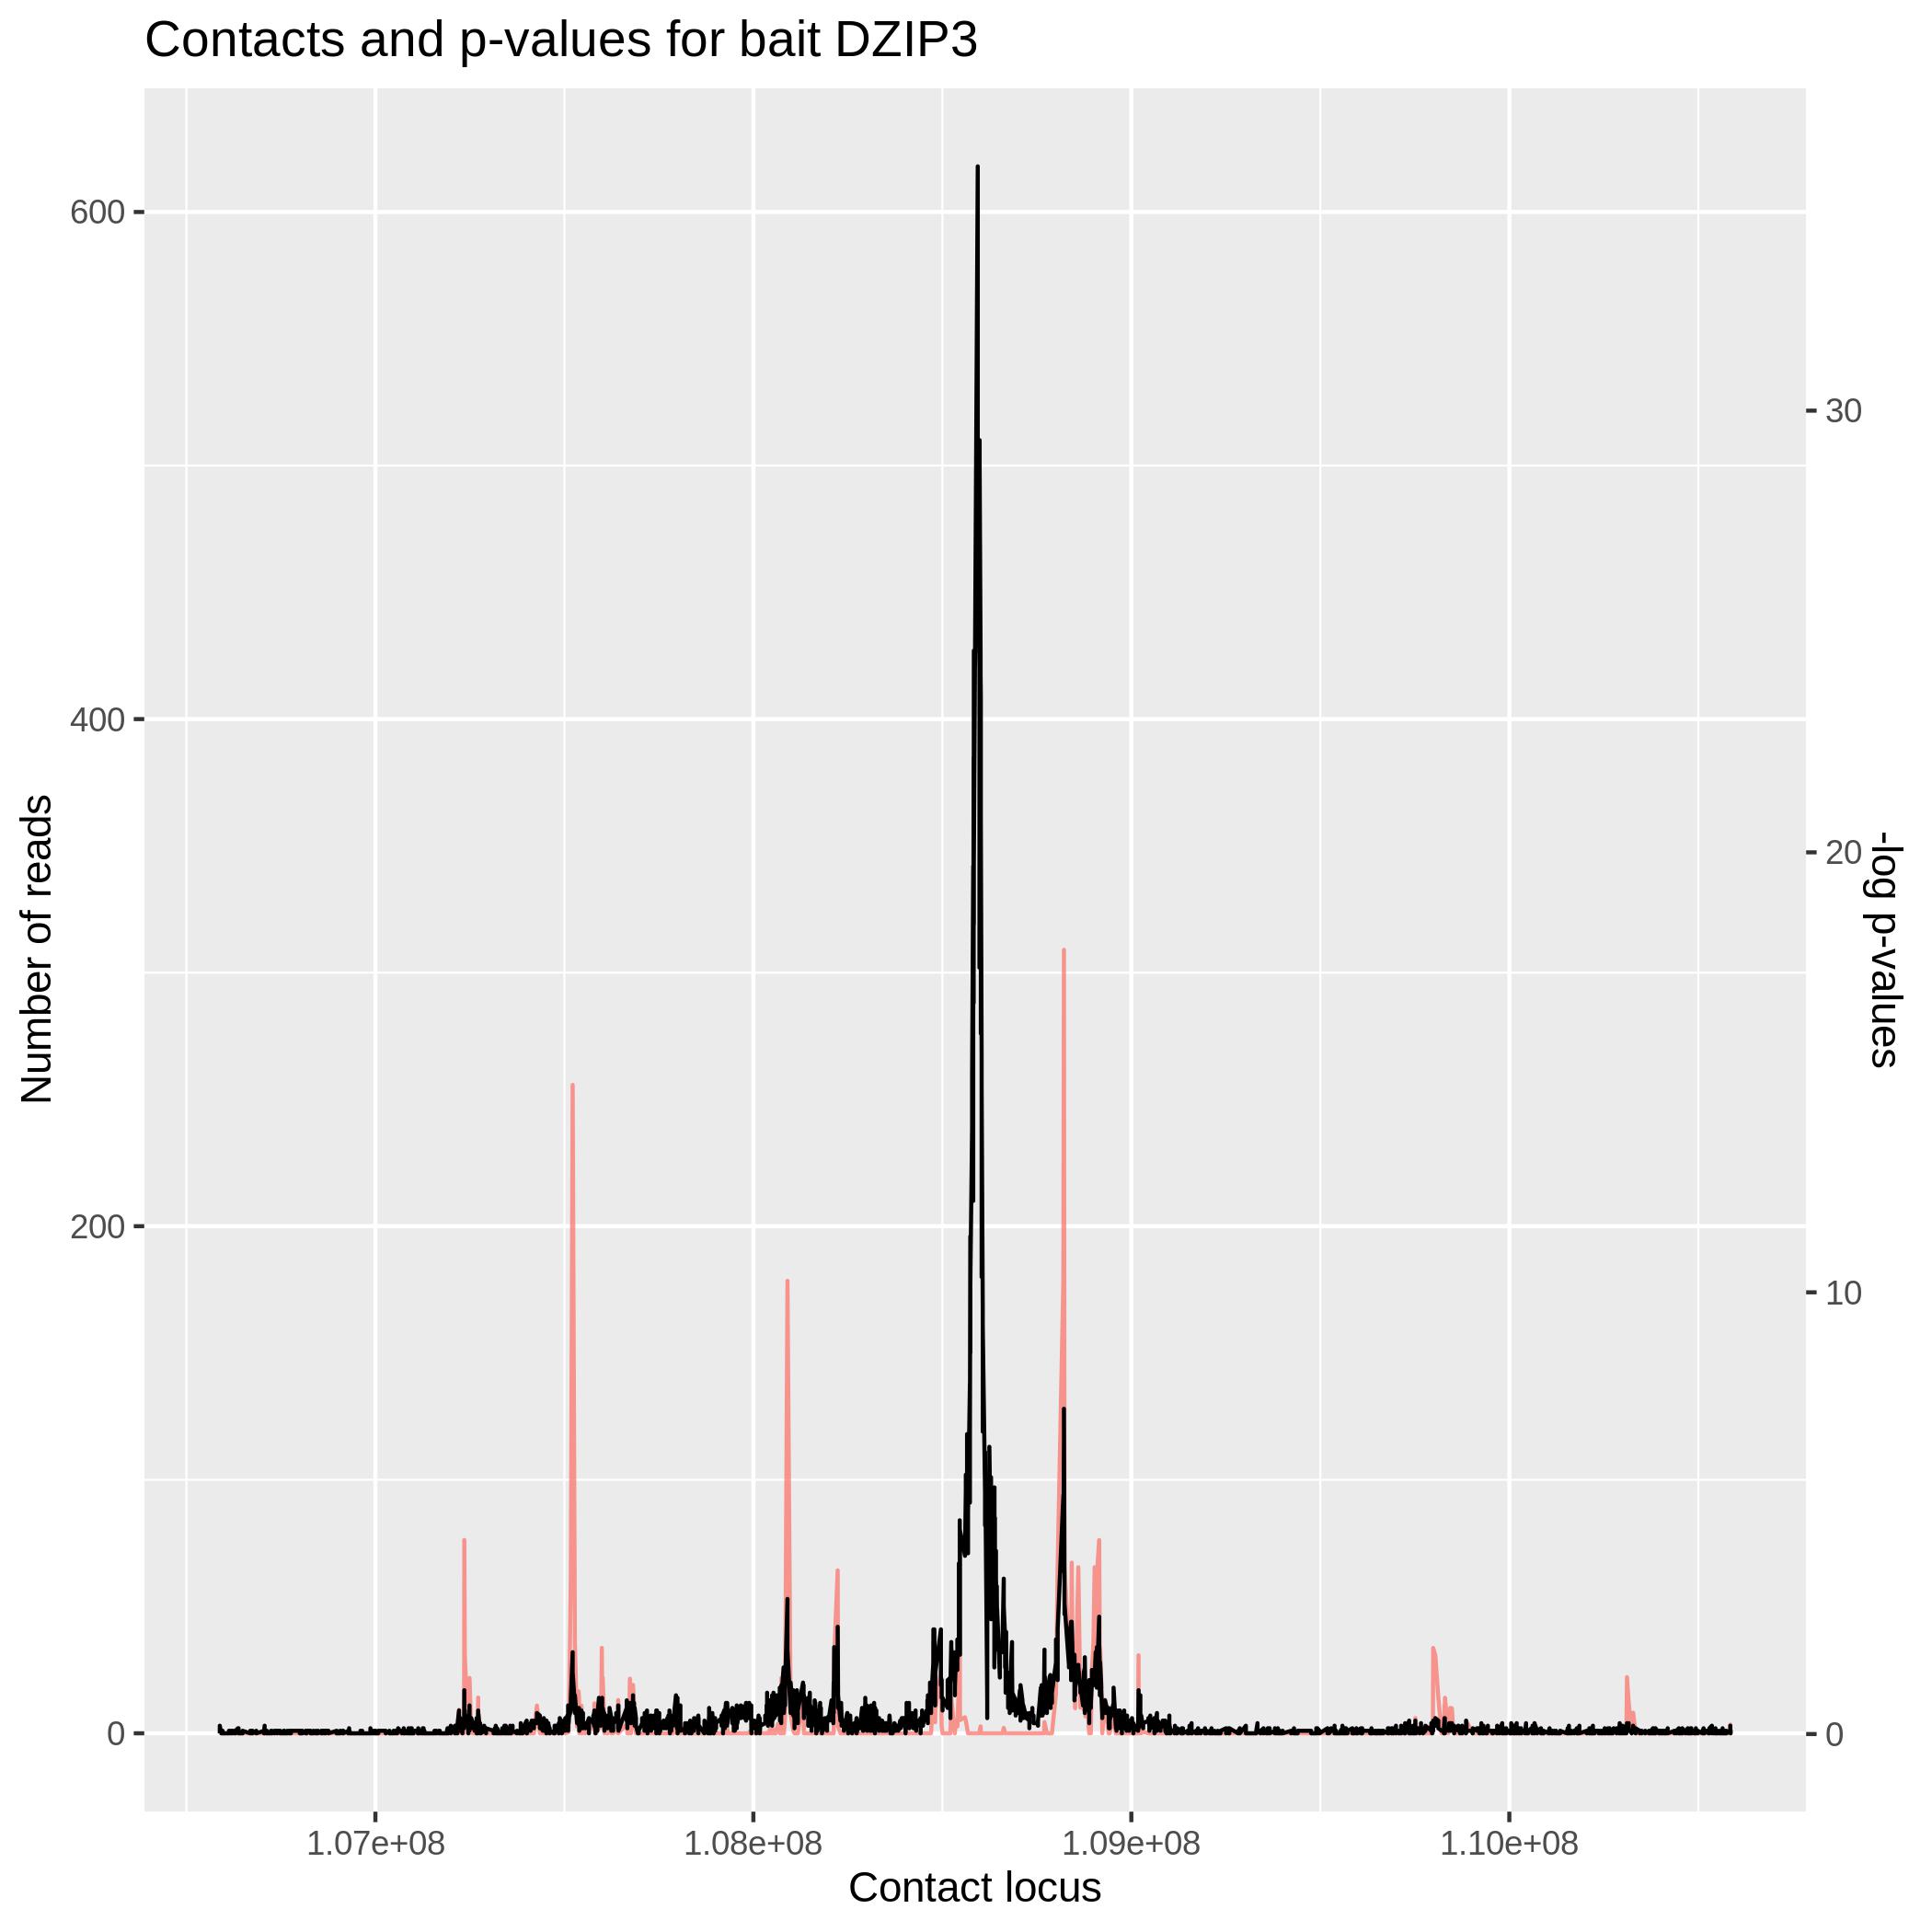 Contacts and p-values for bait DZIP3
Number of reads
600
400
200
0
30
20
10
0
-log p-values
1.07e+08
1.08e+08
1.09e+08
1.10e+08
Contact locus